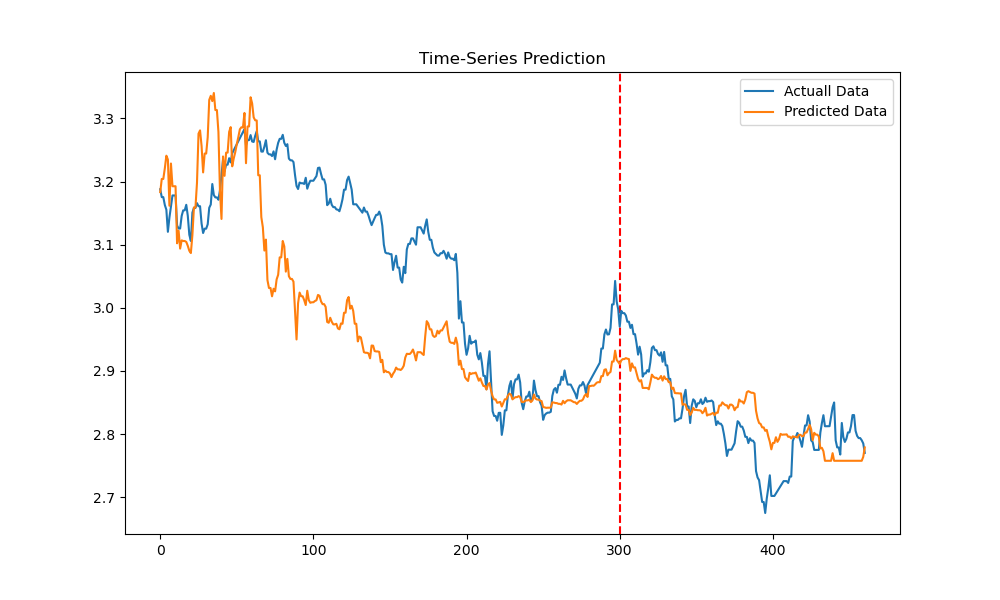 Time-Series Prediction
Actuall Data
Predicted Data
3.3
3.2
3.1
3.0
2.9
2.8
2.7
0 100 200 300 400